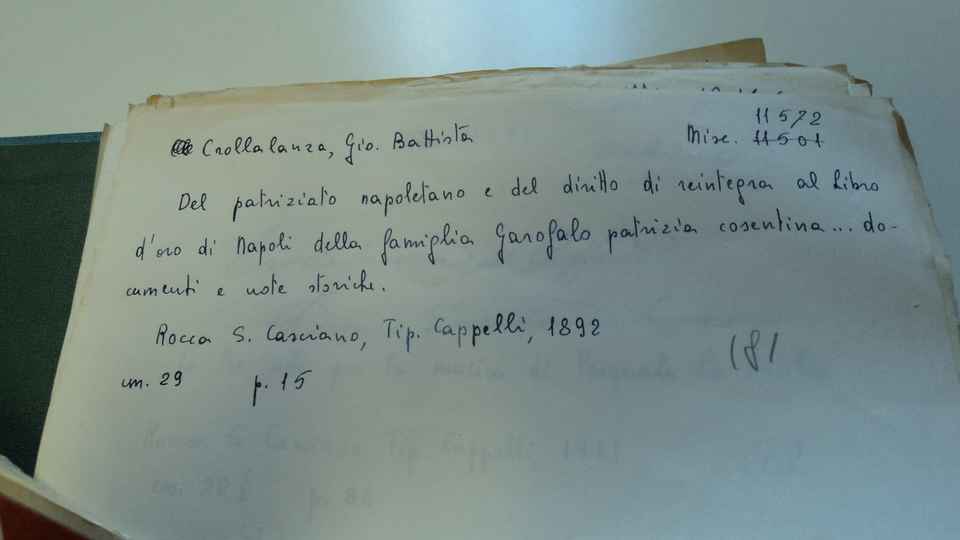 11572
Crollalanza, Gio. Battista Misc. 11501
Del patriziato napoletano e del diritto di reintegra al Libro
d'oro di Napoli della famiglia Garofalo patrizia cosentina... do-
cumenti e note storiche.
Rocca S. Casciano, Tip. Cappelli, 1892
181
cm. 29 p. 15